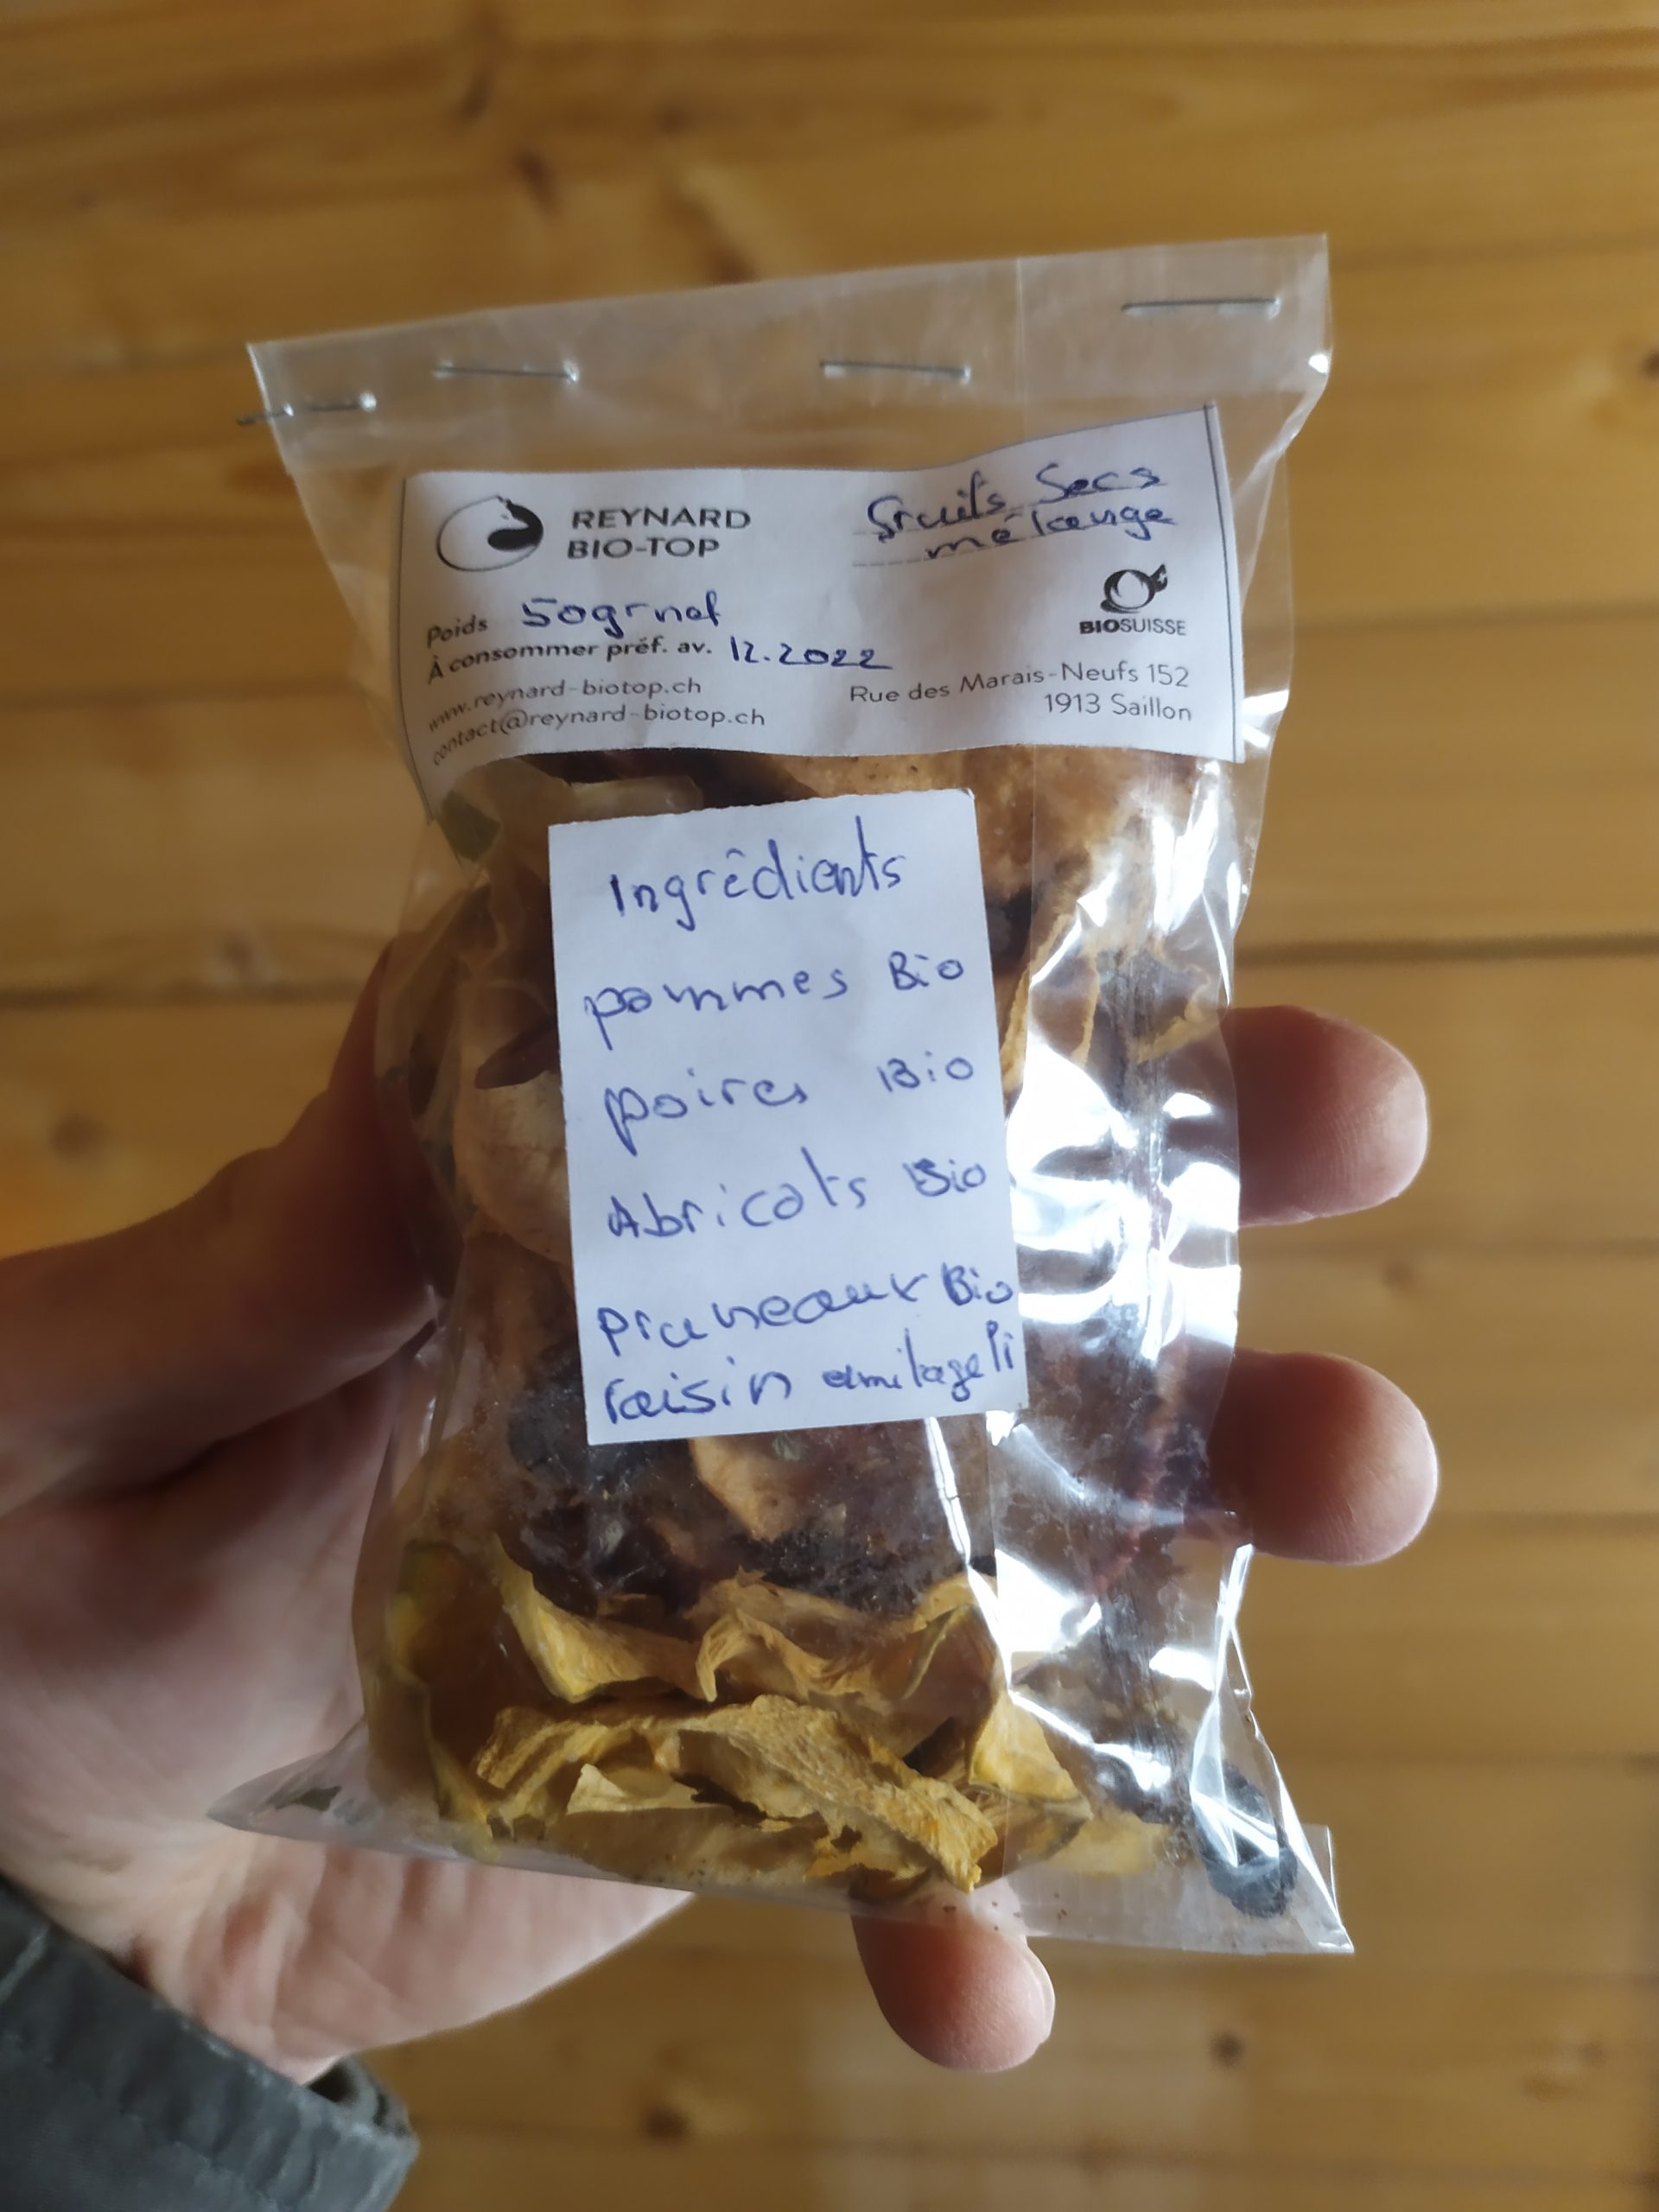 REYNARD
BIO-TOP
Fruits Secs
mélange
Poids 50gr net
À consommer préf. av. 12.2022
BIOSUISSE
www.reynard-biotop.ch
contact@reynard-biotop.ch
Rue des Marais-Neufs 152
1913 Saillon
Ingrédients
pommes Bio
poires Bio
Abricots Bio
Pruneaux Bio
raisin